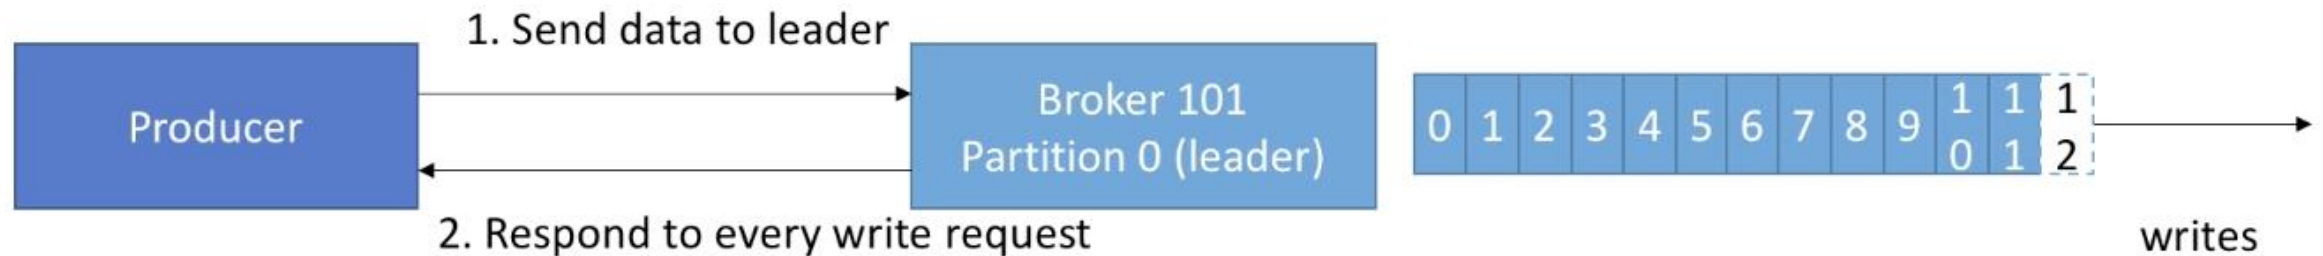 1. Send data to leader
Producer
Broker 101
Partition 0 (leader)
0 1 2 3 4 5 6 7 8 9 10 11 12
2. Respond to every write request
writes